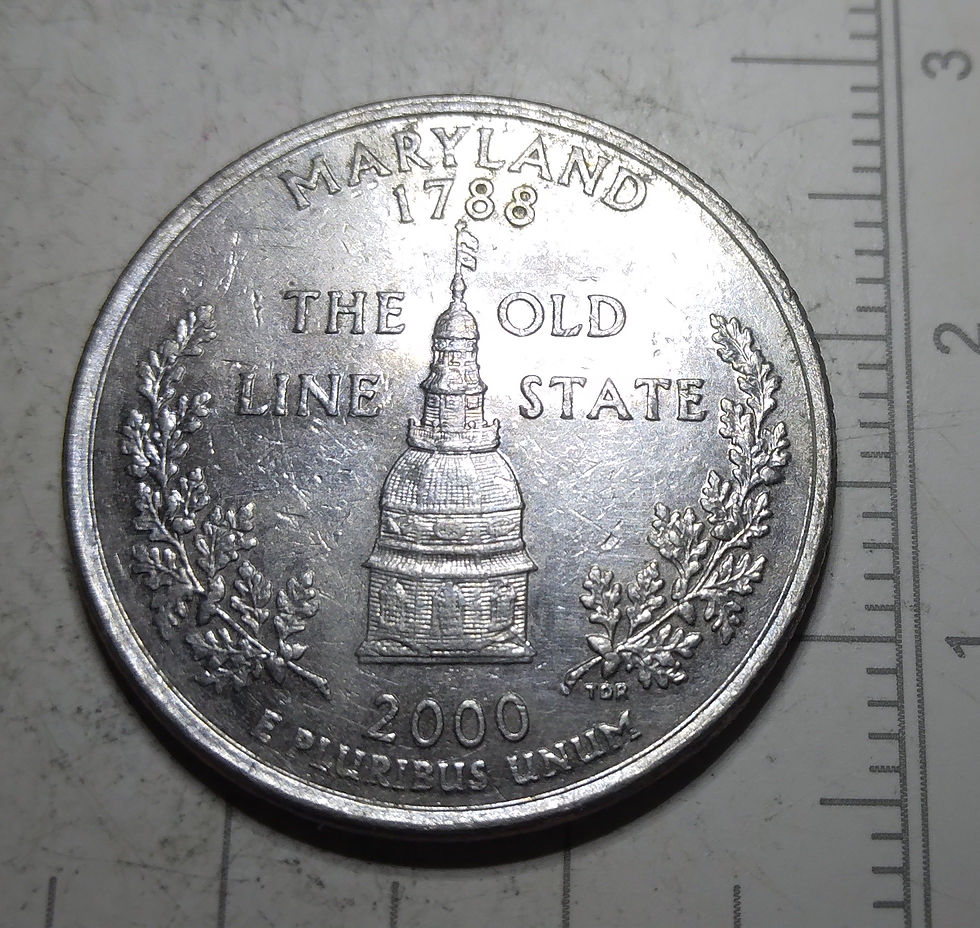 MARYLAND
1788
THE OLD
LINE STATE
TDR
2000
E PLURIBUS UNUM
3
2
1